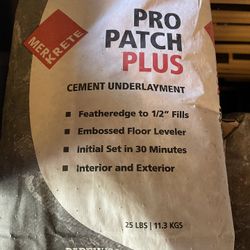 MERKRETE
PRO
PATCH
PLUS
CEMENT UNDERLAYMENT
■ Featheredge to 1/2" Fills
■ Embossed Floor Leveler
■ Initial Set in 30 Minutes
■ Interior and Exterior
25 LBS | 11.3 KGS